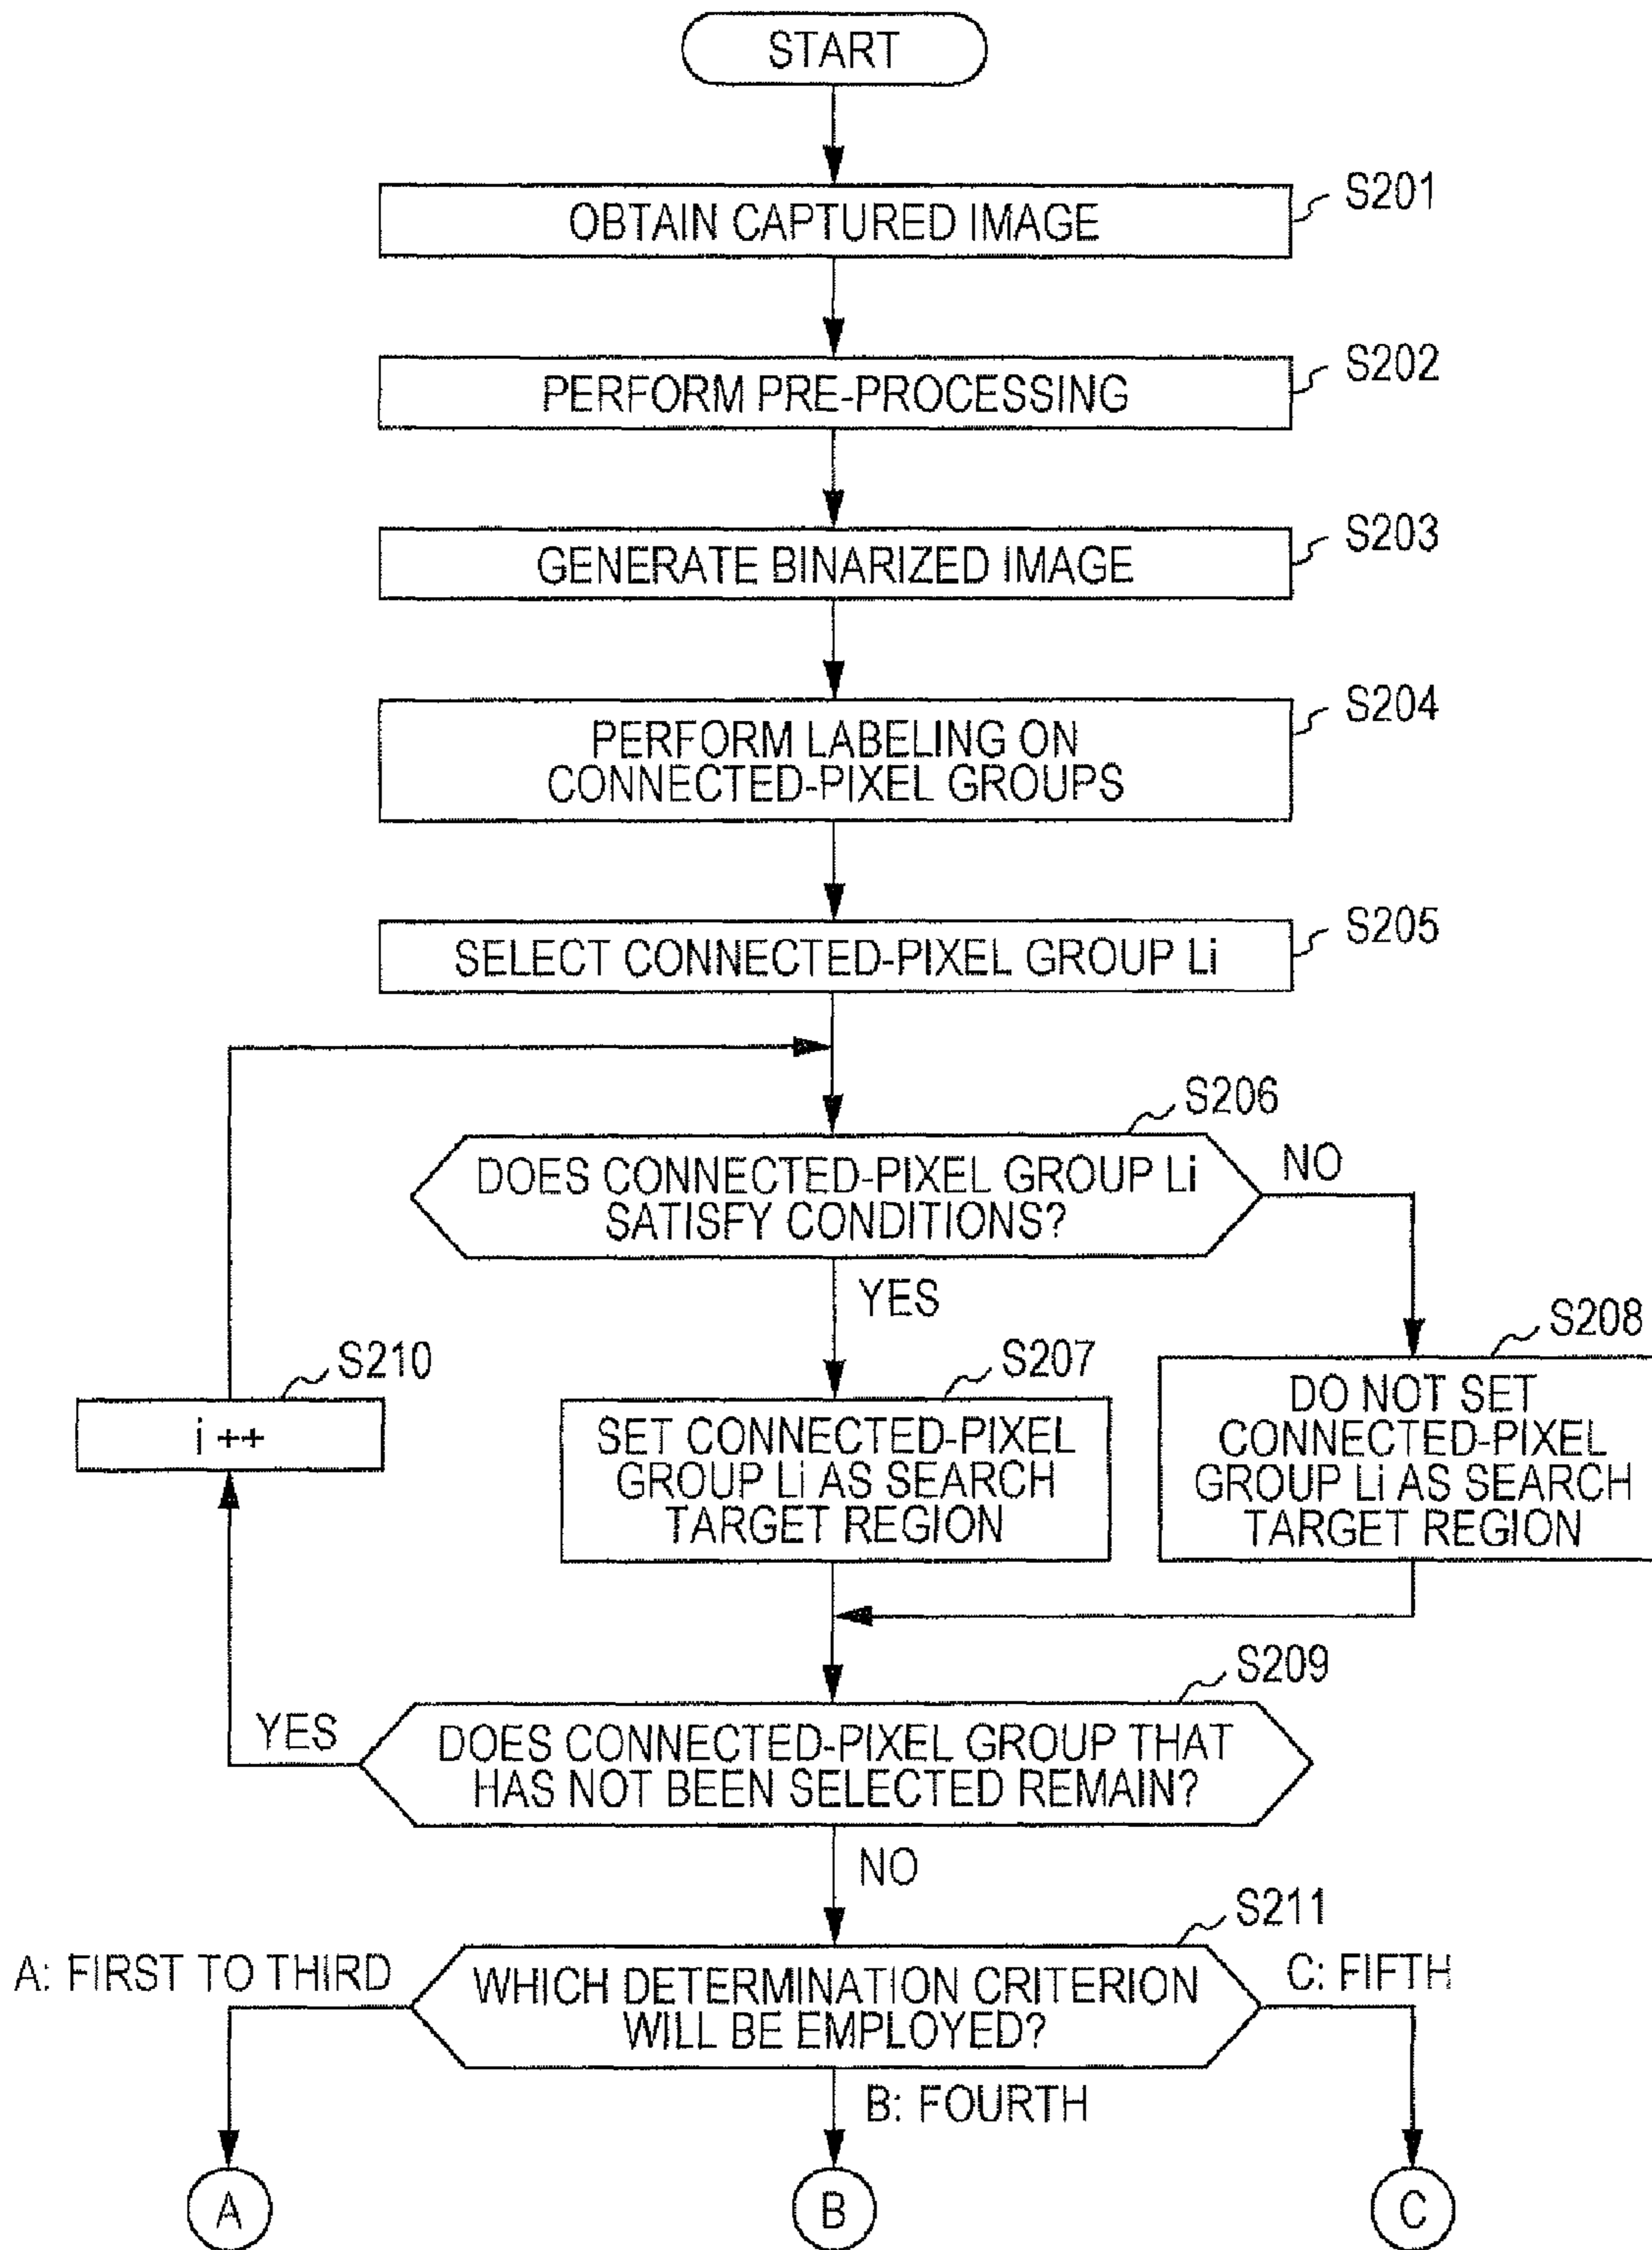 START
OBTAIN CAPTURED IMAGE
S201
PERFORM PRE-PROCESSING
S202
GENERATE BINARIZED IMAGE
S203
PERFORM LABELING ON
CONNECTED-PIXEL GROUPS
S204
SELECT CONNECTED-PIXEL GROUP Li
S205
S206
DOES CONNECTED-PIXEL GROUP Li
SATISFY CONDITIONS?
NO
YES
S210
i ++
S207
SET CONNECTED-PIXEL
GROUP Li AS SEARCH
TARGET REGION
S208
DO NOT SET
CONNECTED-PIXEL
GROUP Li AS SEARCH
TARGET REGION
S209
YES
DOES CONNECTED-PIXEL GROUP THAT
HAS NOT BEEN SELECTED REMAIN?
NO
S211
A: FIRST TO THIRD
WHICH DETERMINATION CRITERION
WILL BE EMPLOYED?
C: FIFTH
B: FOURTH
A
B
C